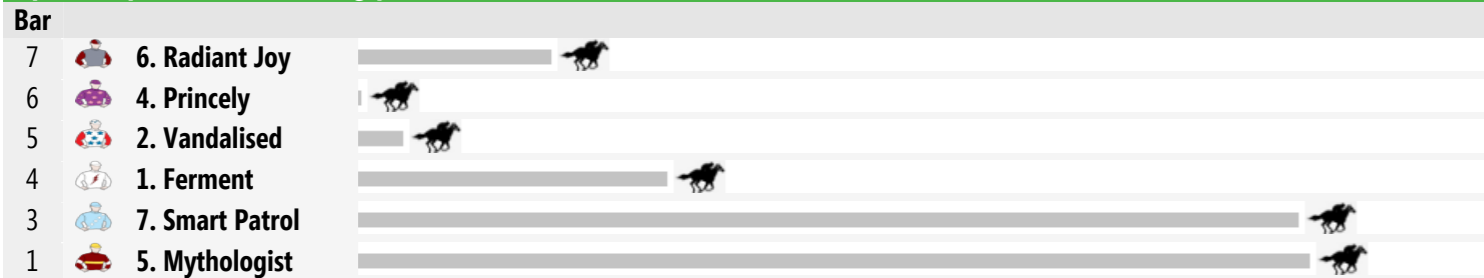 Bar
7 6. Radiant Joy
6 4. Princely
5 2. Vandalised
4 1. Ferment
3 7. Smart Patrol
1 5. Mythologist